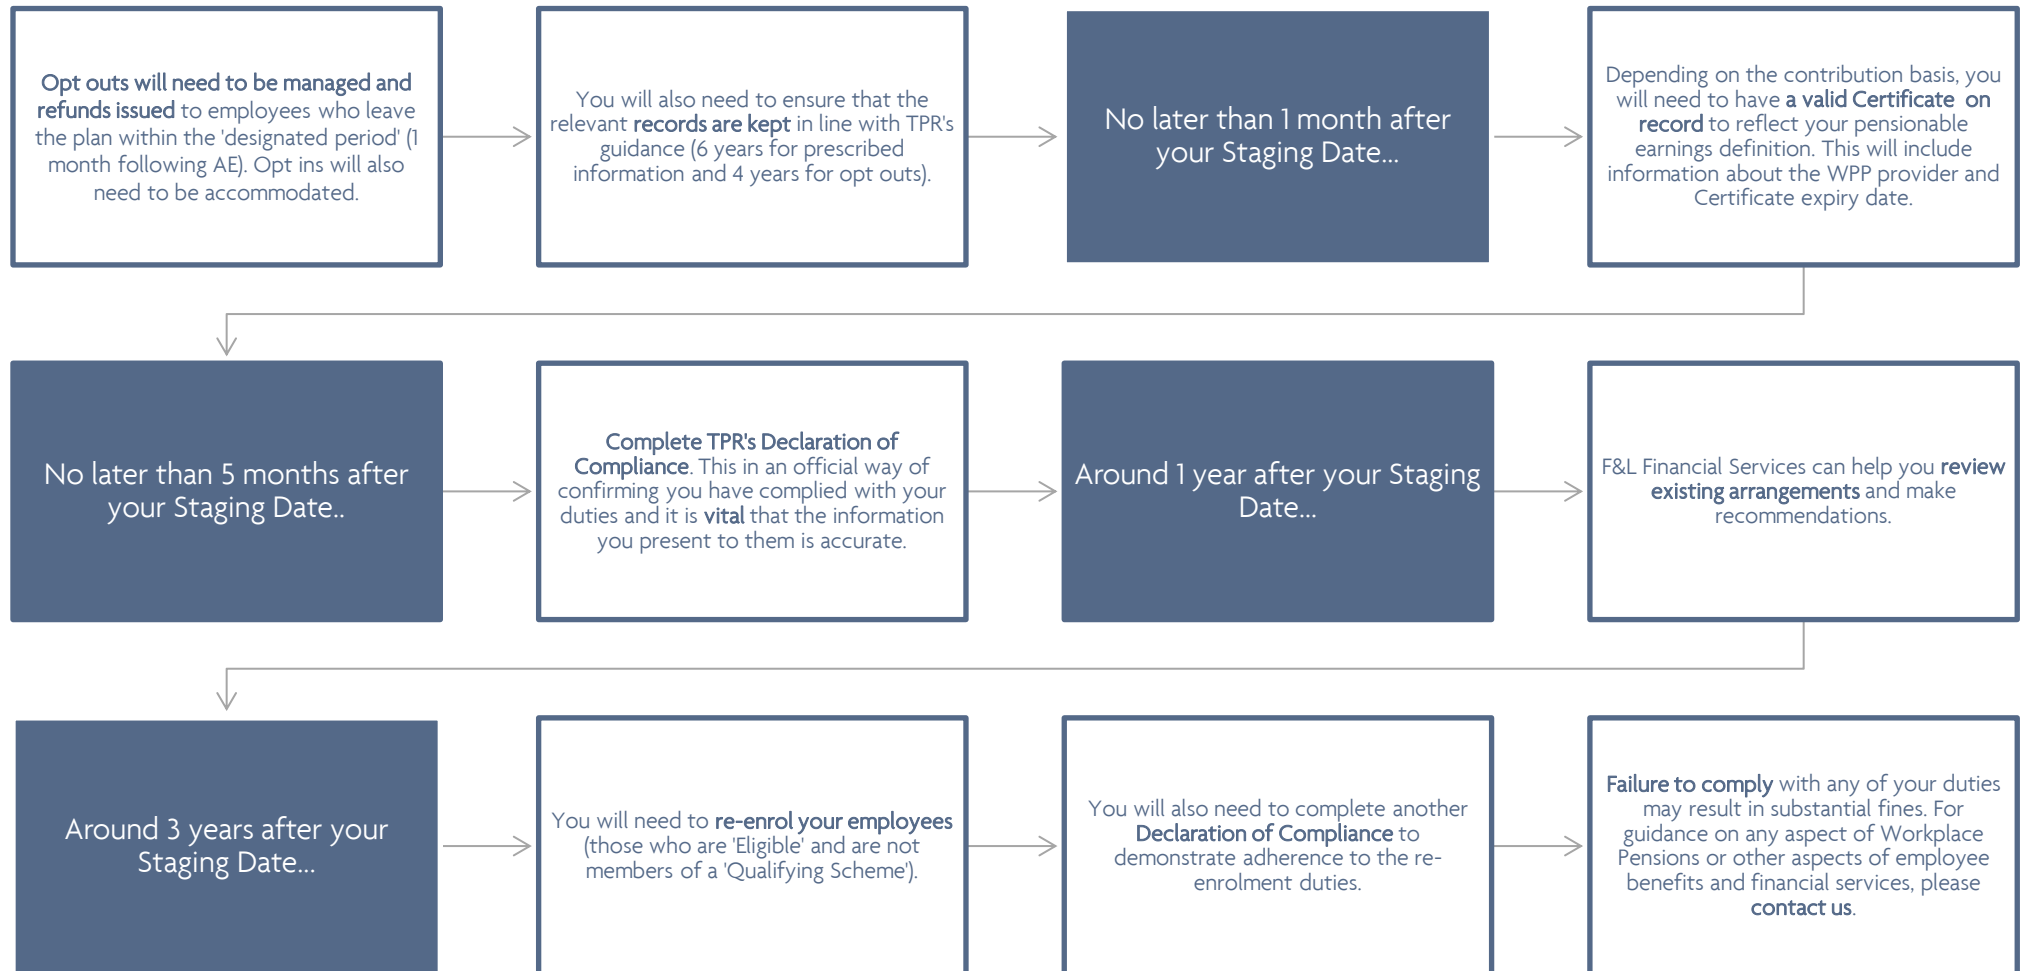 Opt outs will need to be managed and
refunds issued to employees who leave
the plan within the 'designated period' (1
month following AE). Opt ins will also
need to be accommodated.
You will also need to ensure that the
relevant records are kept in line with TPR's
guidance (6 years for prescribed
information and 4 years for opt outs).
No later than 1 month after
your Staging Date...
Depending on the contribution basis, you
will need to have a valid Certificate on
record to reflect your pensionable
earnings definition. This will include
information about the WPP provider and
Certificate expiry date.
No later than 5 months after
your Staging Date..
Complete TPR's Declaration of
Compliance. This in an official way of
confirming you have complied with your
duties and it is vital that the information
you present to them is accurate.
Around 1 year after your Staging
Date...
F&L Financial Services can help you review
existing arrangements and make
recommendations.
Around 3 years after your
Staging Date...
You will need to re-enrol your employees
(those who are 'Eligible' and are not
members of a 'Qualifying Scheme').
You will also need to complete another
Declaration of Compliance to
demonstrate adherence to the re-
enrolment duties.
Failure to comply with any of your duties
may result in substantial fines. For
guidance on any aspect of Workplace
Pensions or other aspects of employee
benefits and financial services, please
contact us.